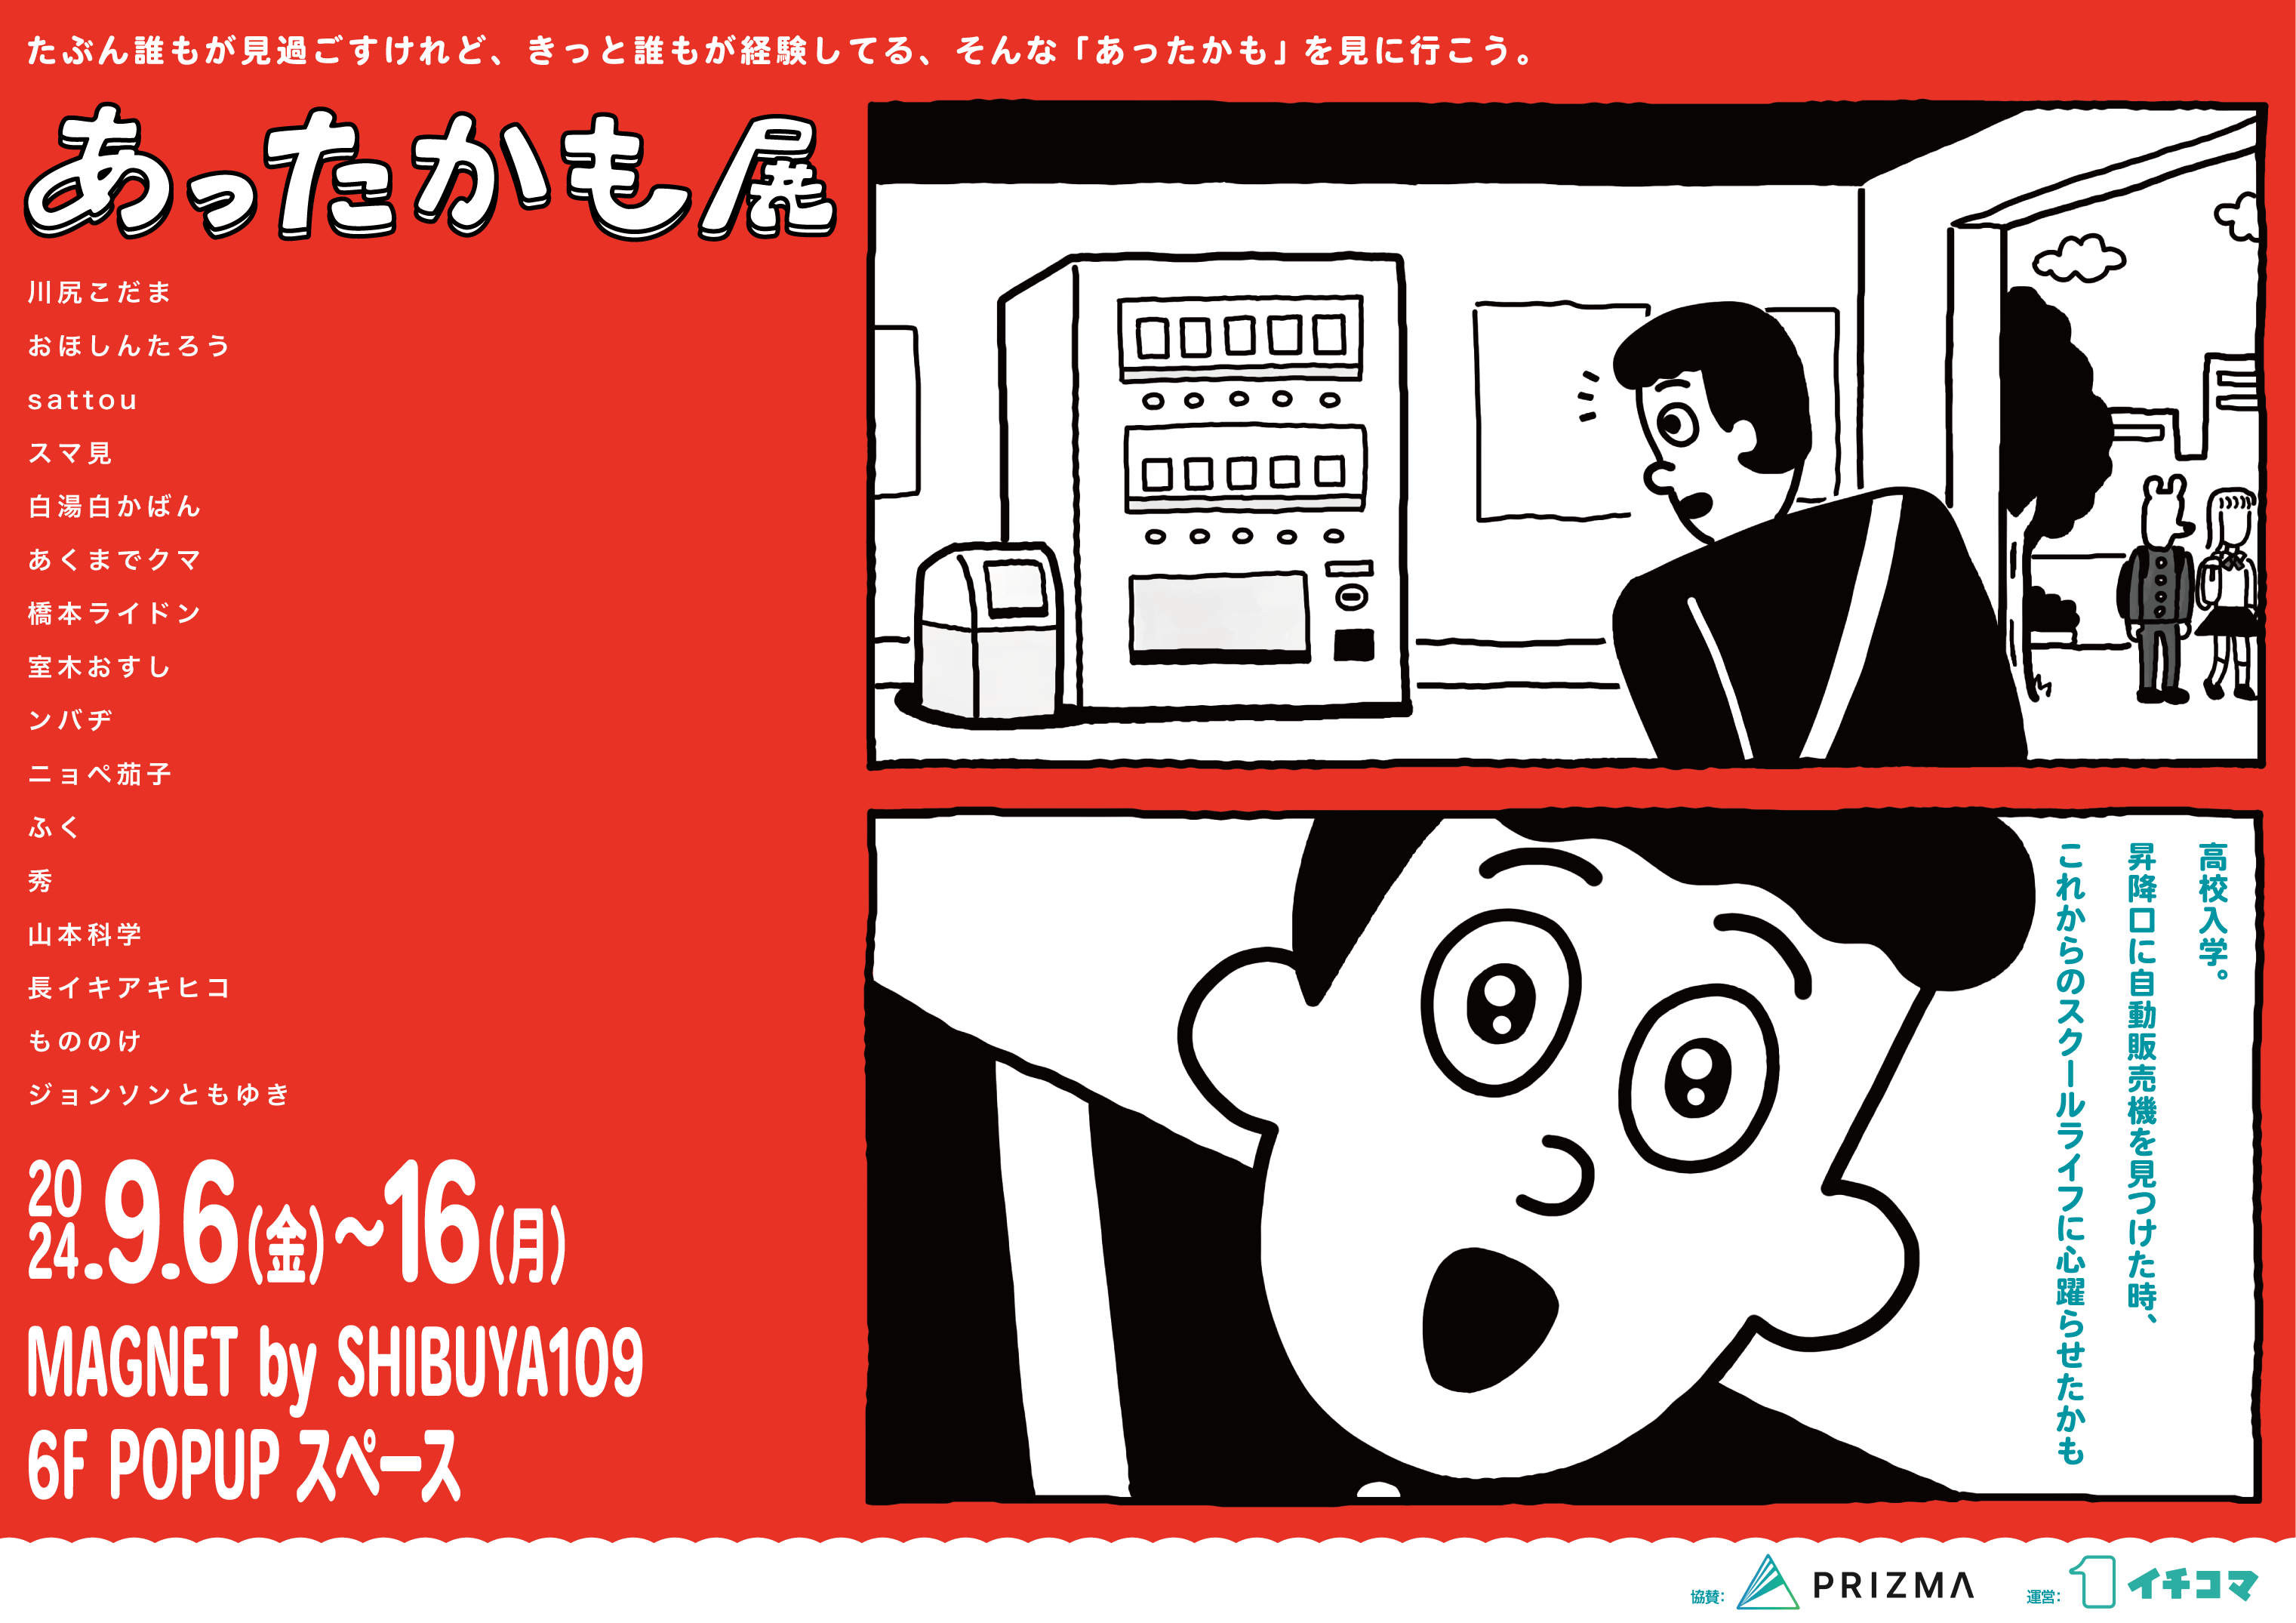 たぶん誰もが見過ごすけれど、きっと誰もが経験してる、そんな「あったかも」を見に行こう。
あったかも展
川尻こだま
おほしんたろう
sattou
スマ見
白湯白かばん
あくまでクマ
橋本ライドン
室木おすし
ンバヂ
ニョペ茄子
ふく
秀
山本科学
長イキアキヒコ
もののけ
ジョンソンともゆき
2024.9.6(金)~16(月)
MAGNET by SHIBUYA109
6F POPUP スペース
高校入学。
昇降口に自動販売機を見つけた時、
これからのスクールライフに心躍らせたかも
協賛: PRIZMA
運営: 1 イチコマ